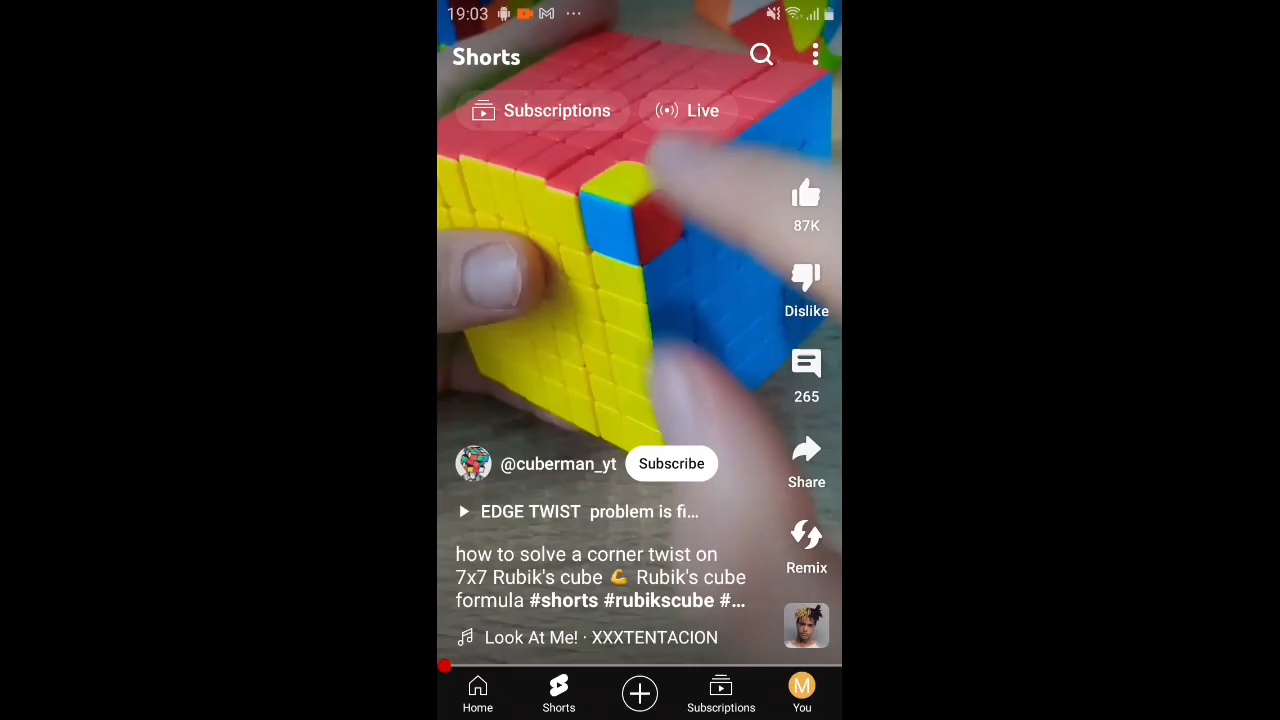 19:03
Shorts
Subscriptions
Live
87K
Dislike
265
Share
@cuberman_yt
Subscribe
EDGE TWIST problem is fi...
how to solve a corner twist on
7x7 Rubik's cube 💪 Rubik's cube
formula #shorts #rubikscube #...
Remix
Look At Me! · XXXTENTACION
Home
Shorts
Subscriptions
M
You